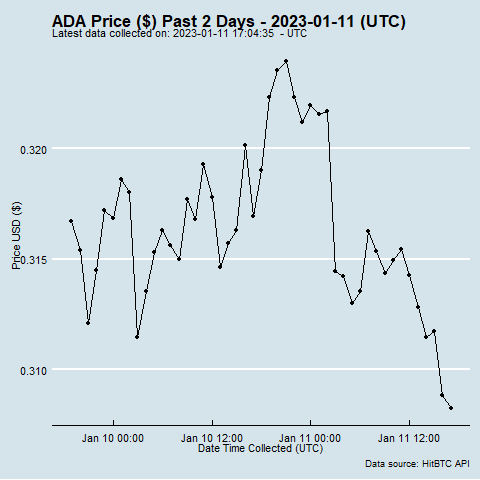 ADA Price ($) Past 2 Days - 2023-01-11 (UTC)
Latest data collected on: 2023-01-11 17:04:35  - UTC
0.320
0.315
0.310
Price USD ($)
Jan 10 00:00 Jan 10 12:00 Jan 11 00:00 Jan 11 12:00
Date Time Collected (UTC)
Data source: HitBTC API